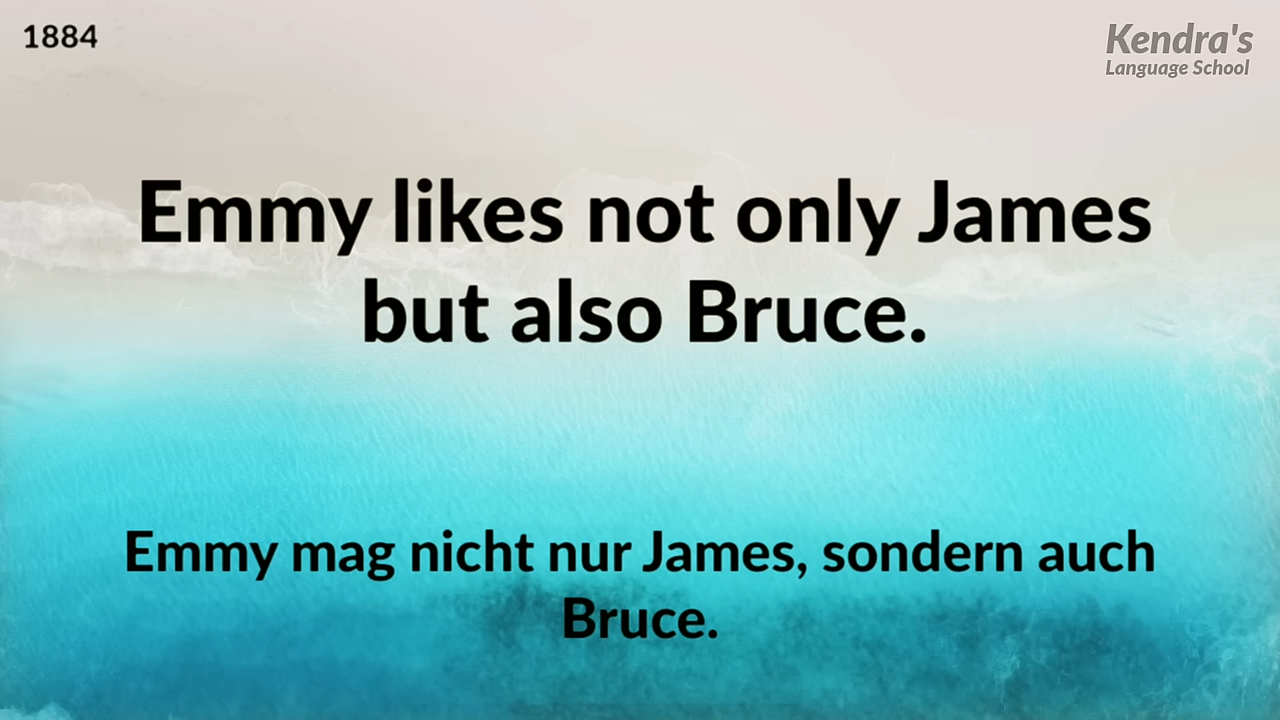 1884
Kendra's
Language School
Emmy likes not only James
but also Bruce.
Emmy mag nicht nur James, sondern auch
Bruce.